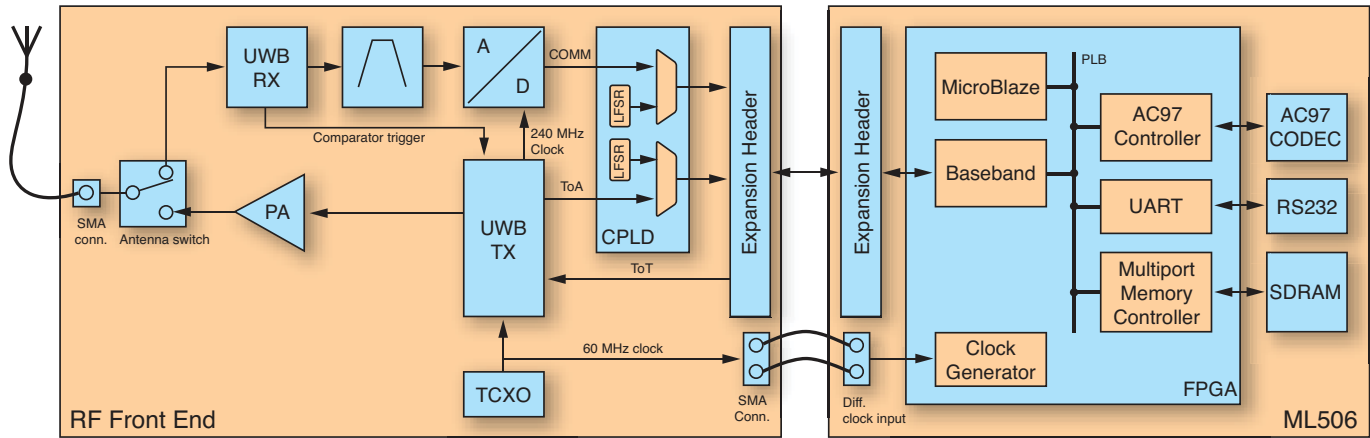 UWB
RX
A
D
COMM
LFSR
LFSR
Comparator trigger
240 MHz
Clock
ToA
UWB
TX
PA
SMA
conn.
Antenna switch
CPLD
ToT
Expansion Header
60 MHz clock
TCXO
SMA
Conn.
RF Front End
Expansion Header
Diff.
clock input
MicroBlaze
PLB
Baseband
AC97
Controller
AC97
CODEC
UART
RS232
Multiport
Memory
Controller
SDRAM
Clock
Generator
FPGA
ML506